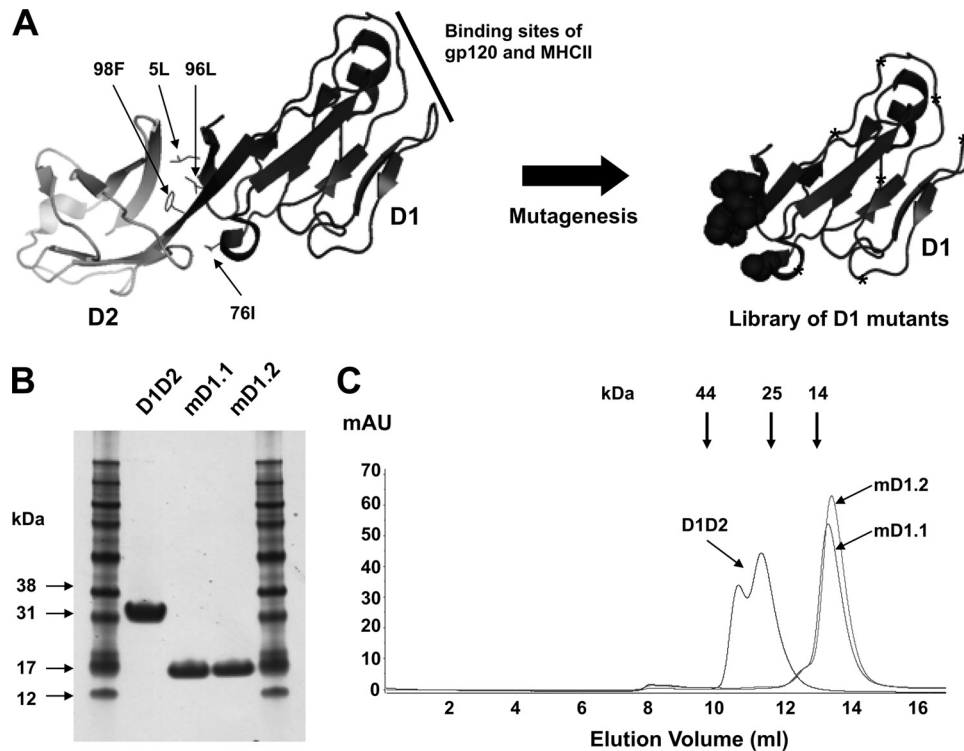 A
98F 5L 96L
Binding sites of
gp120 and MHCII
D1
D2
76I
Mutagenesis
D1
Library of D1 mutants
B
D1D2 mD1.1 mD1.2
kDa
38
31
17
12
C
kDa 44 25 14
mAU
70
60
50
40
30
20
10
0
D1D2
mD1.2
mD1.1
2 4 6 8 10 12 14 16
Elution Volume (ml)